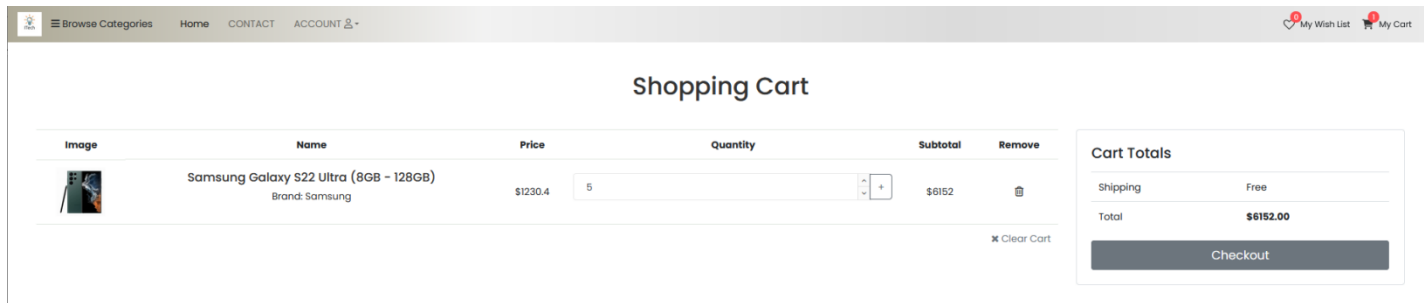 Browse Categories Home CONTACT ACCOUNT 0 My Wish List 1 My Cart
Shopping Cart
Image Name Price Quantity Subtotal Remove
Samsung Galaxy S22 Ultra (8GB - 128GB)
Brand: Samsung
$1230.4 5 + $6152
✖ Clear Cart
Cart Totals
Shipping Free
Total $6152.00
Checkout